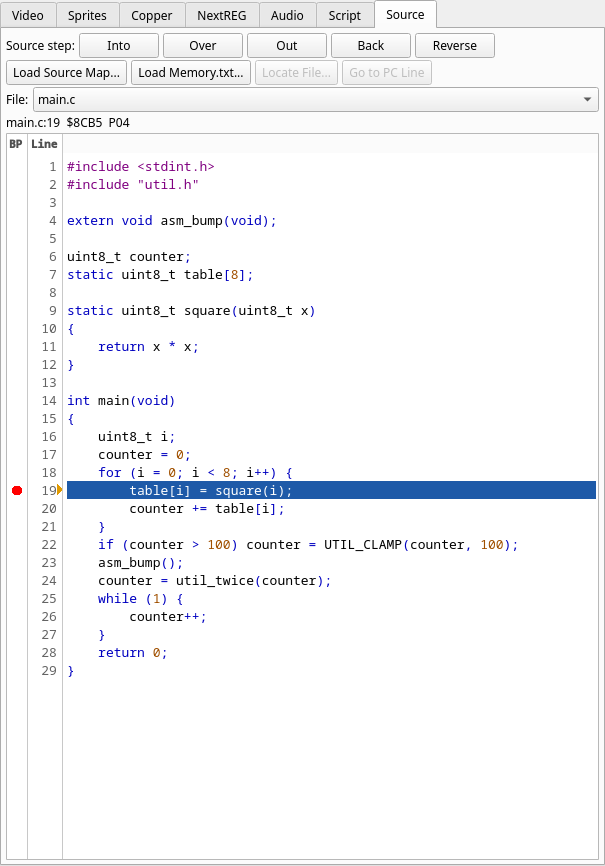 Video Sprites Copper NextREG Audio Script Source
Source step: Into Over Out Back Reverse
Load Source Map... Load Memory.txt... Locate File... Go to PC Line
File: main.c
main.c:19 $8CB5 P04
BP Line
1 #include <stdint.h>
2 #include "util.h"
3
4 extern void asm_bump(void);
5
6 uint8_t counter;
7 static uint8_t table[8];
8
9 static uint8_t square(uint8_t x)
10 {
11     return x * x;
12 }
13
14 int main(void)
15 {
16     uint8_t i;
17     counter = 0;
18     for (i = 0; i < 8; i++) {
19         table[i] = square(i);
20         counter += table[i];
21     }
22     if (counter > 100) counter = UTIL_CLAMP(counter, 100);
23     asm_bump();
24     counter = util_twice(counter);
25     while (1) {
26         counter++;
27     }
28     return 0;
29 }